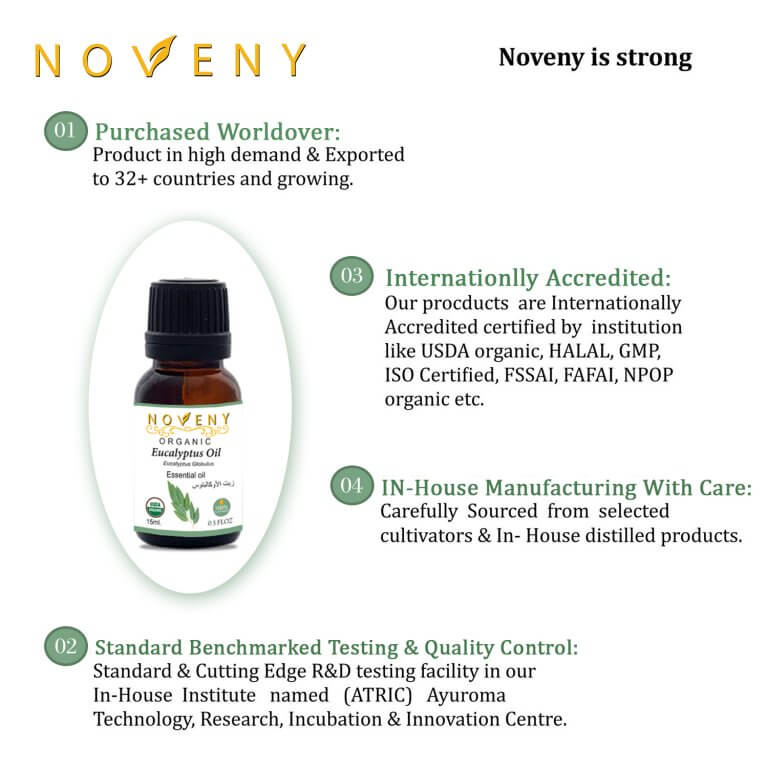 NOVENY
Noveny is strong
01 Purchased Worldover:
Product in high demand & Exported
to 32+ countries and growing.
03 Internationlly Accredited:
Our procducts are Internationally
Accredited certified by institution
like USDA organic, HALAL, GMP,
ISO Certified, FSSAI, FAFAI, NPOP
organic etc.
NOVENY
ORGANIC
Eucalyptus Oil
Eucalyptus Globulus
Essential oil
زيت الأوكالبتوس
USDA
ORGANIC
100%
15ml.
0.5 FLOZ
04 IN-House Manufacturing With Care:
Carefully Sourced from selected
cultivators & In- House distilled products.
02 Standard Benchmarked Testing & Quality Control:
Standard & Cutting Edge R&D testing facility in our
In-House Institute named (ATRIC) Ayuroma
Technology, Research, Incubation & Innovation Centre.